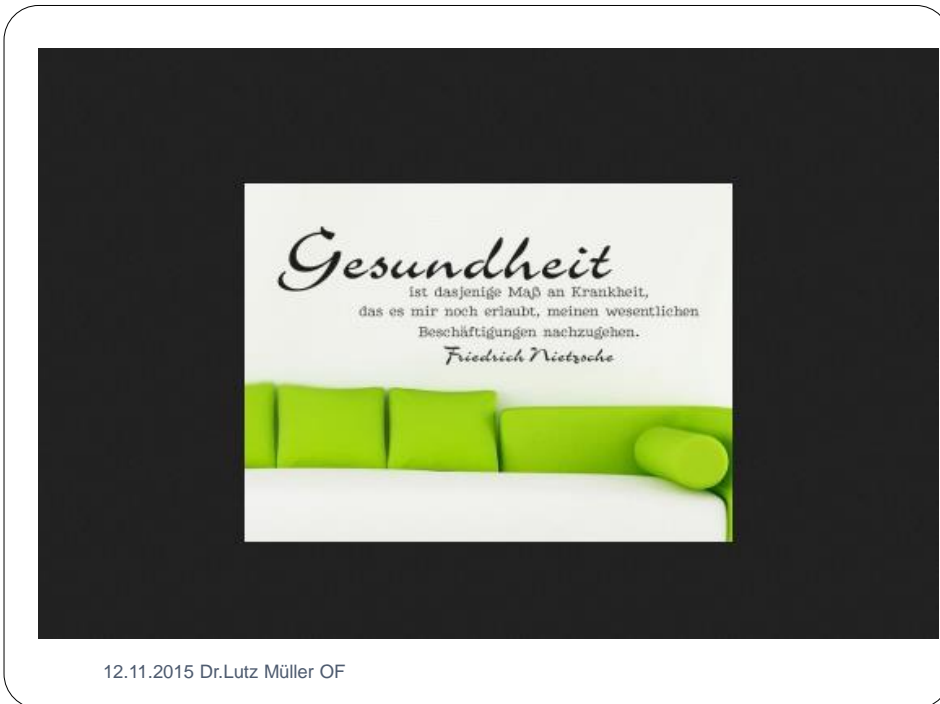 Gesundheit
ist dasjenige Maß an Krankheit,
das es mir noch erlaubt, meinen wesentlichen
Beschäftigungen nachzugehen.
Friedrich Nietzsche
12.11.2015 Dr.Lutz Müller OF